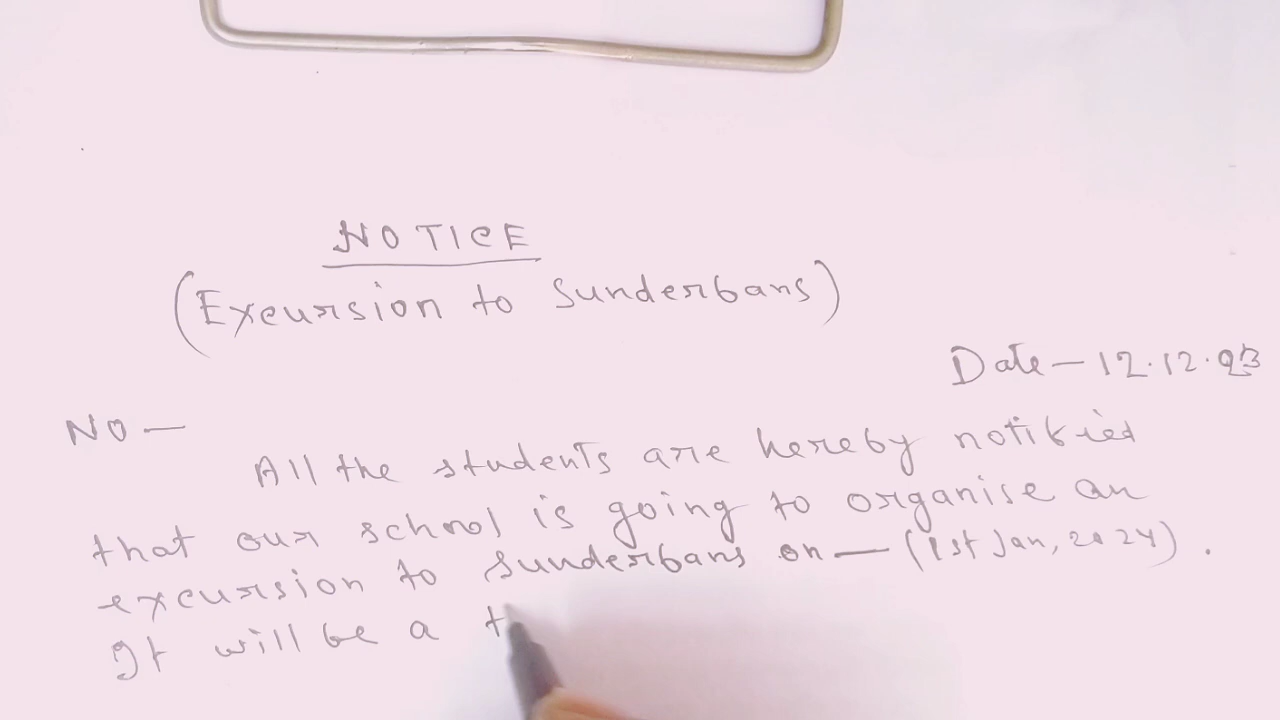 NOTICE
(Excursion to Sunderbans)
Date - 12.12.23
NO -
All the students are hereby notified
that our school is going to organise an
excursion to Sunderbans on - (1st Jan, 2024).
It will be a t